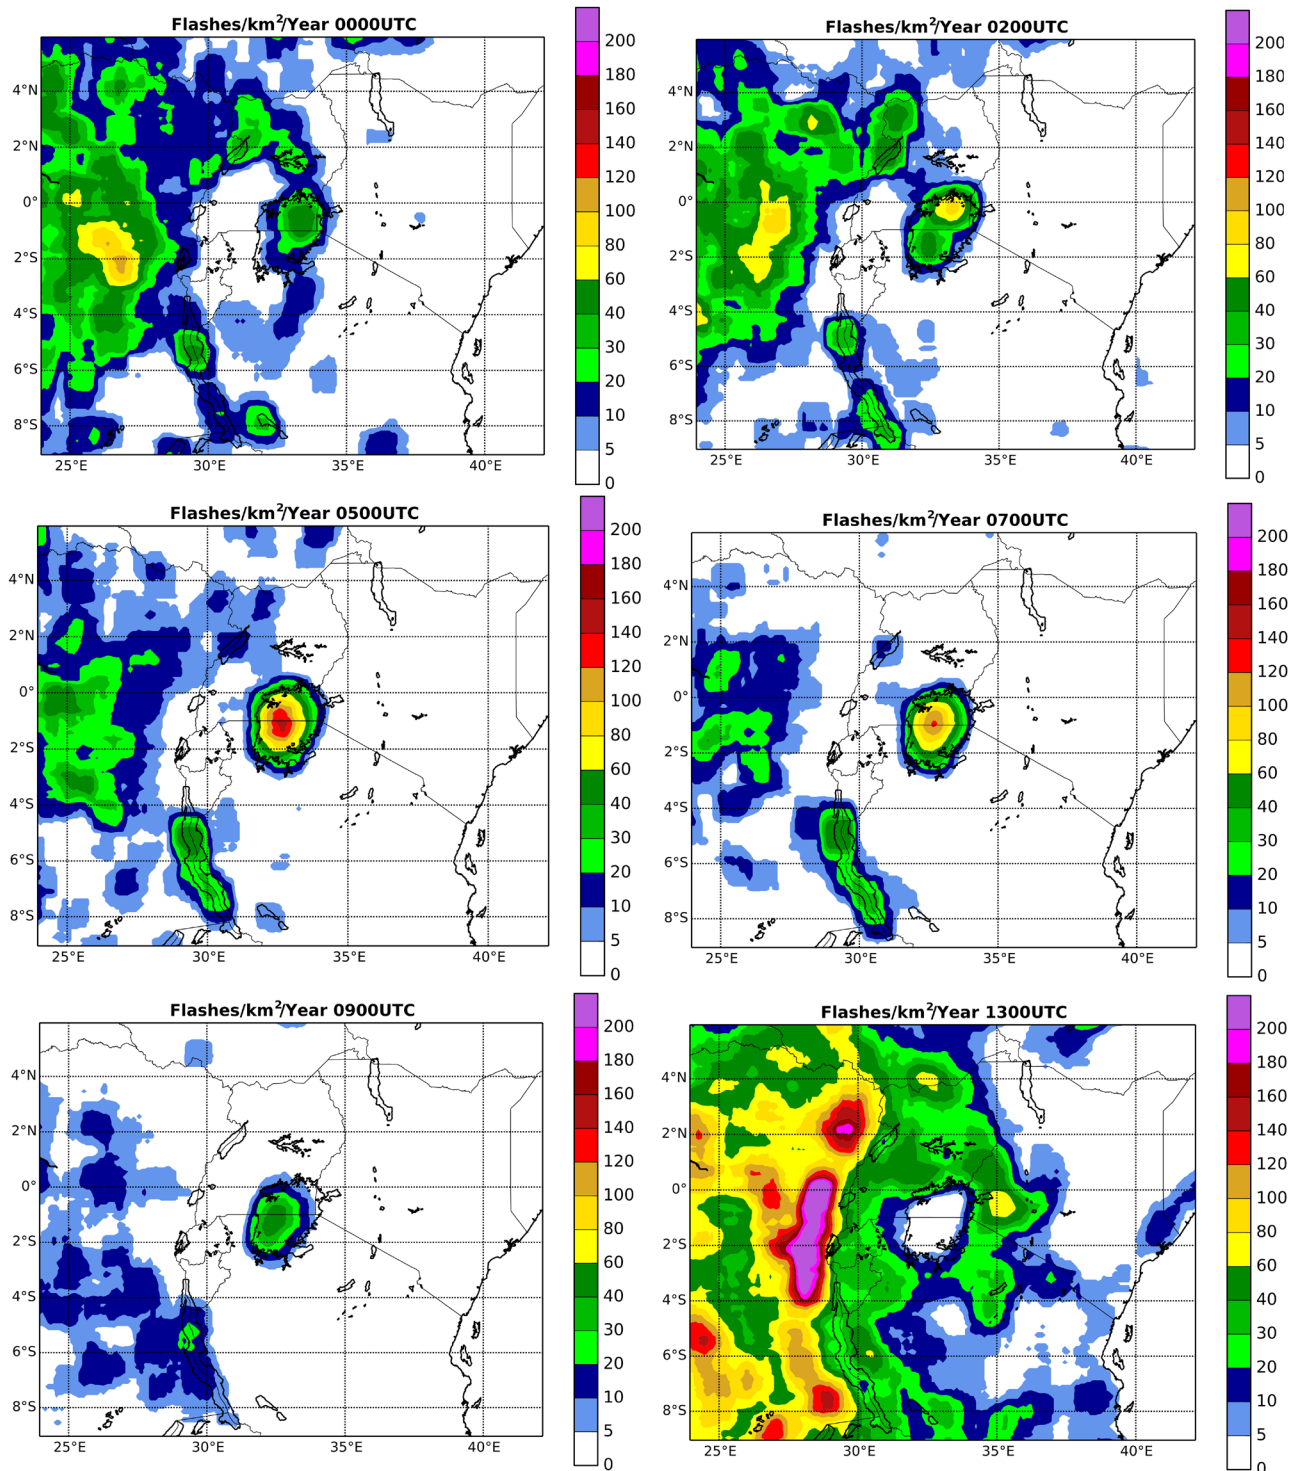 Flashes/km²/Year 0000UTC
4°N
2°N
0°
2°S
4°S
6°S
8°S
25°E 30°E 35°E 40°E
200
180
160
140
120
100
80
60
40
30
20
10
5
0
Flashes/km²/Year 0200UTC
4°N
2°N
0°
2°S
4°S
6°S
8°S
25°E 30°E 35°E 40°E
200
180
160
140
120
100
80
60
40
30
20
10
5
0
Flashes/km²/Year 0500UTC
4°N
2°N
0°
2°S
4°S
6°S
8°S
25°E 30°E 35°E 40°E
200
180
160
140
120
100
80
60
40
30
20
10
5
0
Flashes/km²/Year 0700UTC
4°N
2°N
0°
2°S
4°S
6°S
8°S
25°E 30°E 35°E 40°E
200
180
160
140
120
100
80
60
40
30
20
10
5
0
Flashes/km²/Year 0900UTC
4°N
2°N
0°
2°S
4°S
6°S
8°S
25°E 30°E 35°E 40°E
200
180
160
140
120
100
80
60
40
30
20
10
5
0
Flashes/km²/Year 1300UTC
4°N
2°N
0°
2°S
4°S
6°S
8°S
25°E 30°E 35°E 40°E
200
180
160
140
120
100
80
60
40
30
20
10
5
0